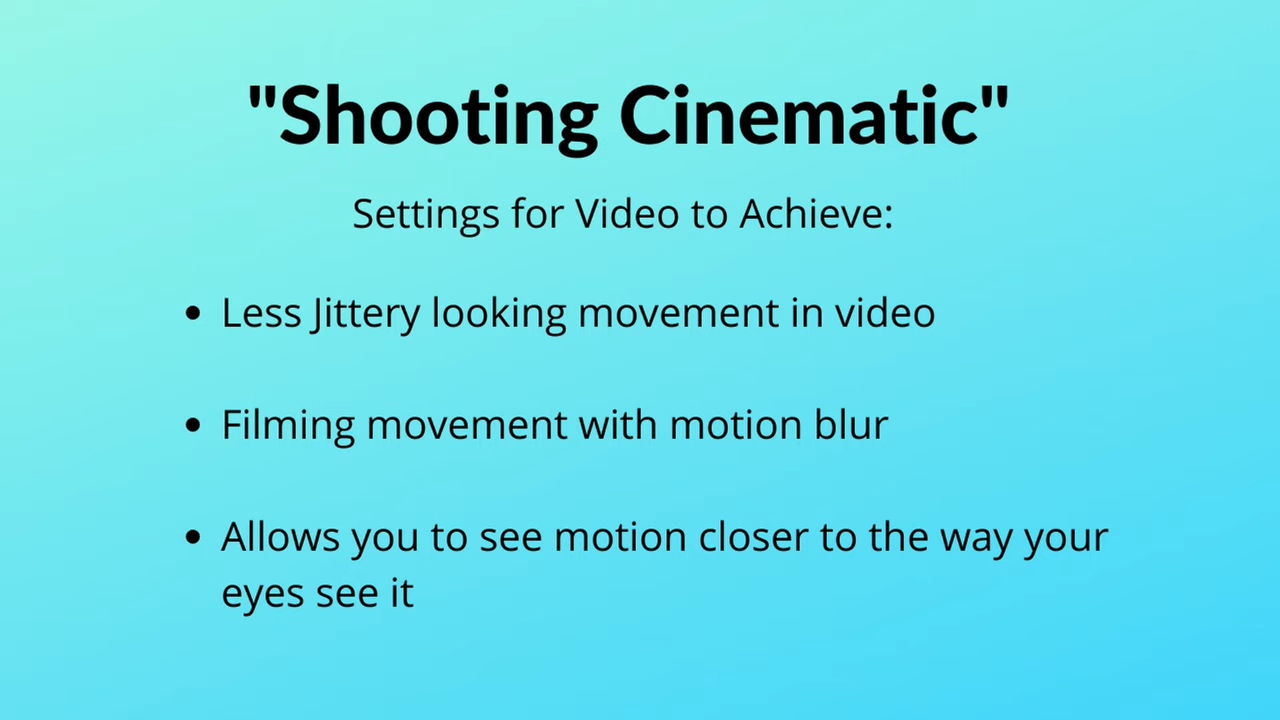 "Shooting Cinematic"
Settings for Video to Achieve:
• Less Jittery looking movement in video
• Filming movement with motion blur
• Allows you to see motion closer to the way your
eyes see it